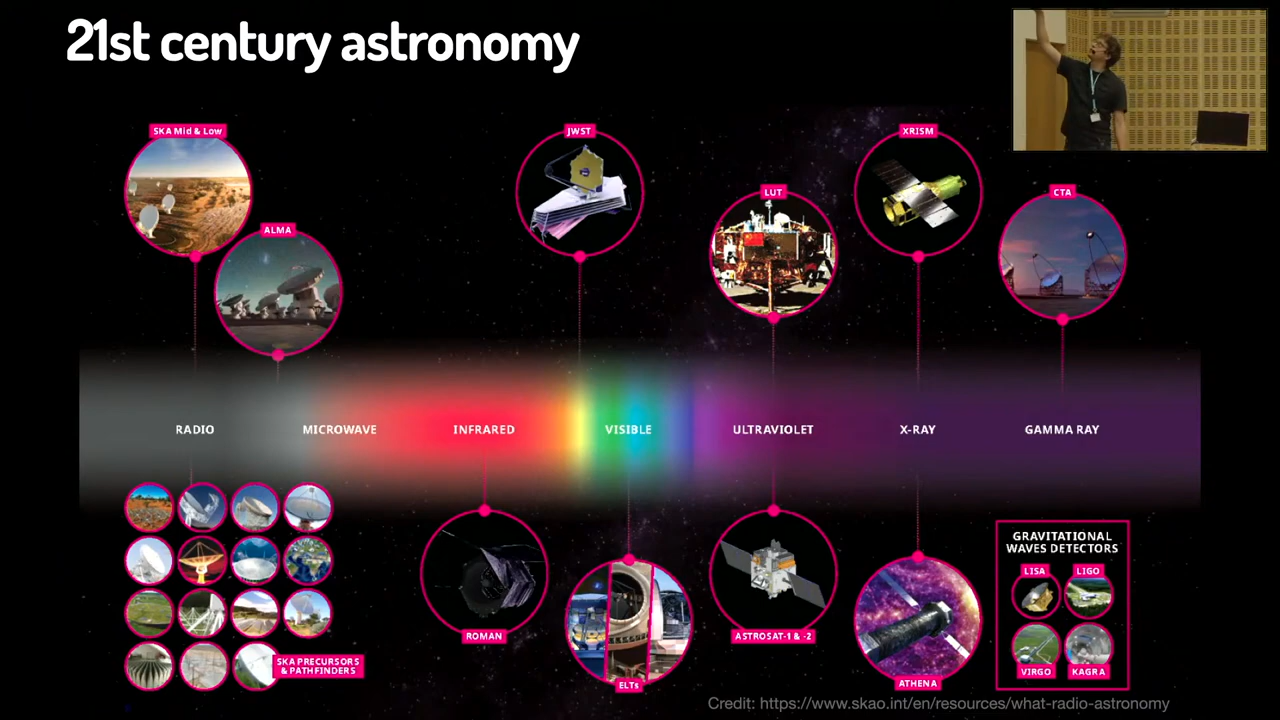 21st century astronomy
SKA Mid & Low
JWST
XRISM
LUT
CTA
ALMA
RADIO
MICROWAVE
INFRARED
VISIBLE
ULTRAVIOLET
X-RAY
GAMMA RAY
GRAVITATIONAL
WAVES DETECTORS
LISA
LIGO
VIRGO
KAGRA
ROMAN
ASTROSAT-1 & -2
SKA PRECURSORS
& PATHFINDERS
ELTs
ATHENA
Credit: https://www.skao.int/en/resources/what-radio-astronomy